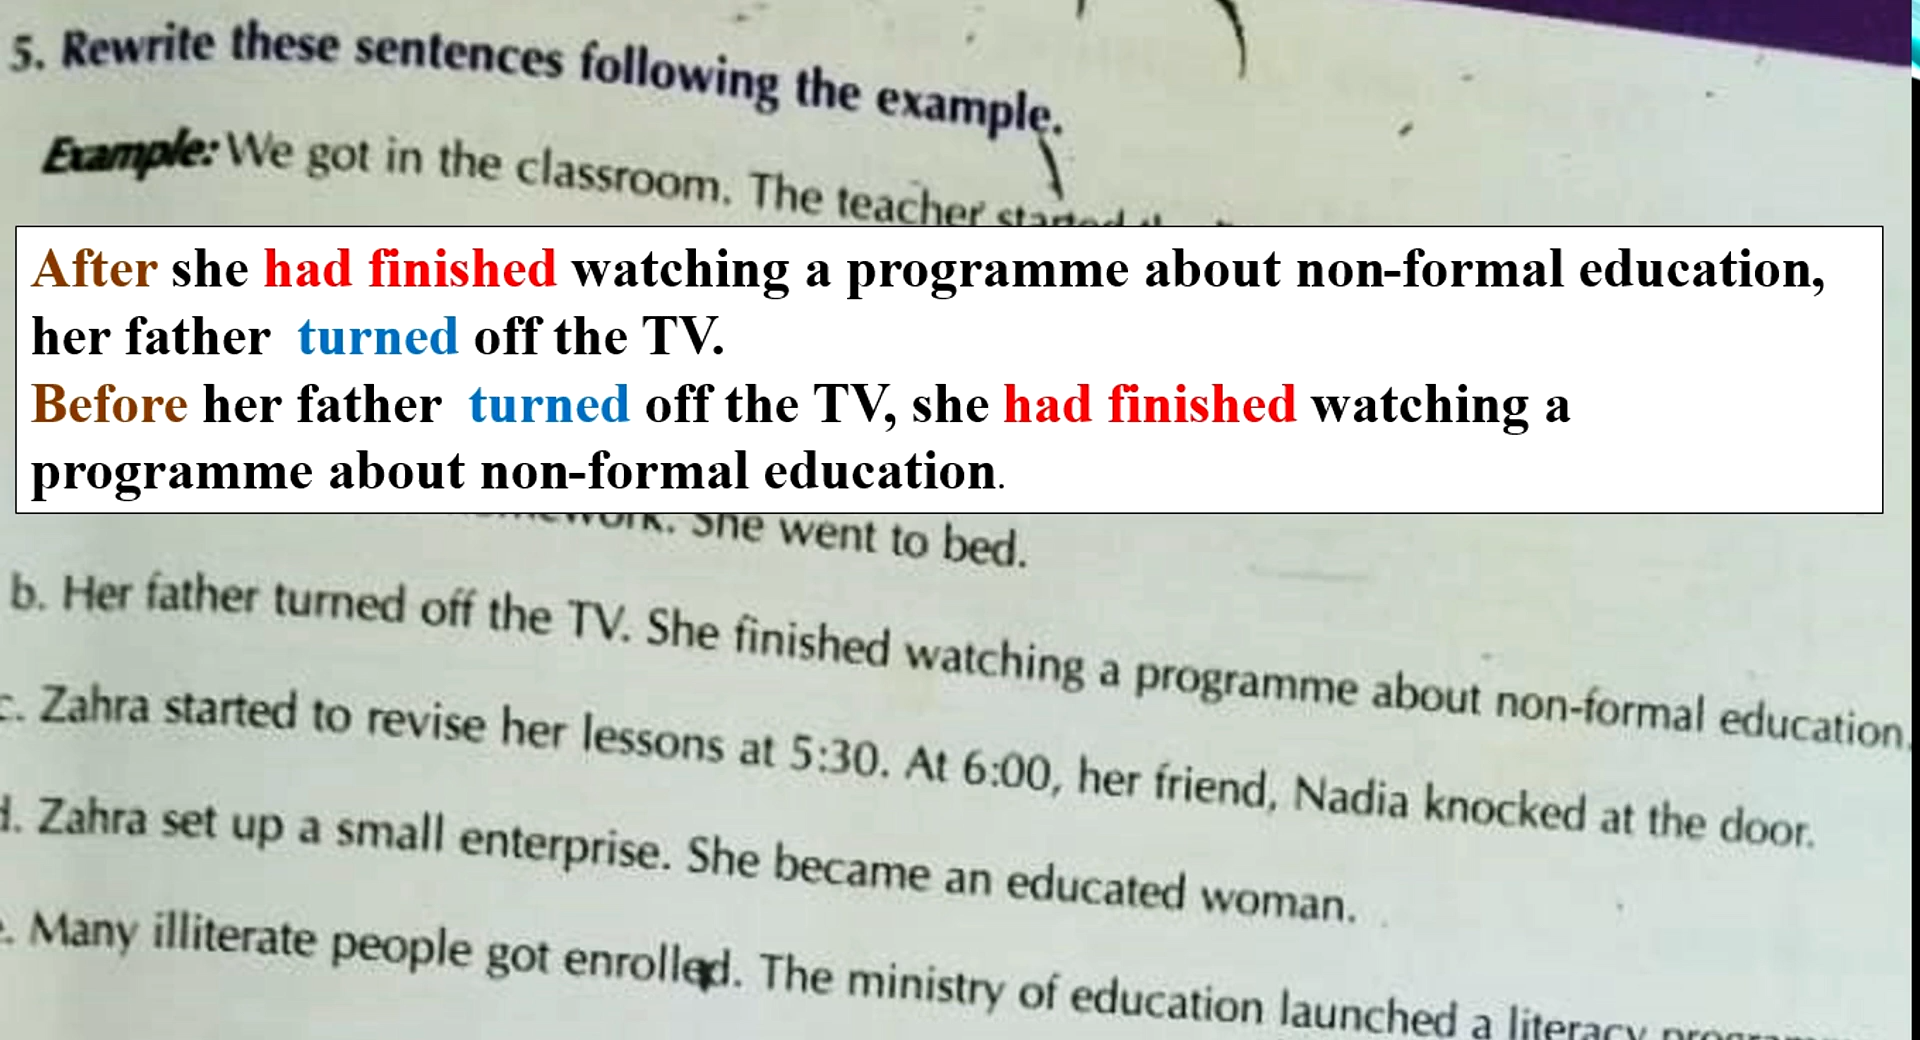 5. Rewrite these sentences following the example.
Example: We got in the classroom. The teacher started
After she had finished watching a programme about non-formal education,
her father turned off the TV.
Before her father turned off the TV, she had finished watching a
programme about non-formal education.
She went to bed.
b. Her father turned off the TV. She finished watching a programme about non-formal education.
c. Zahra started to revise her lessons at 5:30. At 6:00, her friend, Nadia knocked at the door.
d. Zahra set up a small enterprise. She became an educated woman.
. Many illiterate people got enrolled. The ministry of education launched a literacy